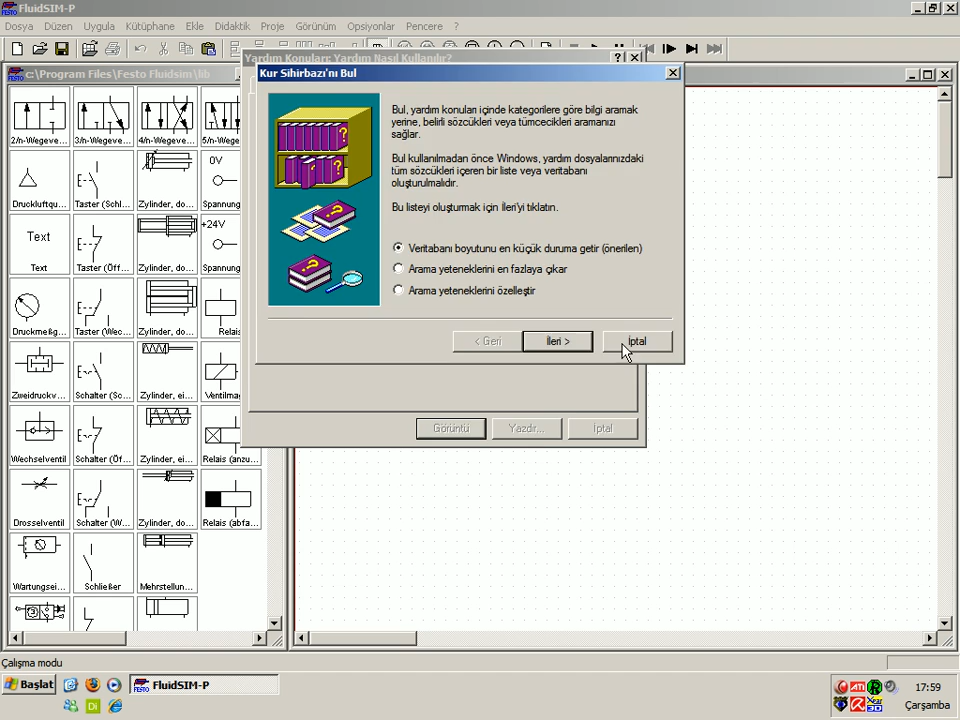 FluidSIM-P
Dosya Düzen Uygula Kütüphane Ekle Didaktik Proje Görünüm Opsiyonlar Pencere ?
Yardım Konuları: Yardım Nasıl Kullanılır?
c:\Program Files\Festo Fluidsim\lib
Kur Sihirbazı'nı Bul
Bul, yardım konuları içinde kategorilere göre bilgi aramak
yerine, belirli sözcükleri veya tümcecikleri aramanızı
sağlar.
Bul kullanılmadan önce Windows, yardım dosyalarınızdaki
tüm sözcükleri içeren bir liste veya veritabanı
oluşturulmalıdır.
Bu listeyi oluşturmak için İleri'yi tıklatın.
Veritabanı boyutunu en küçük duruma getir (önerilen)
Arama yeteneklerini en fazlaya çıkar
Arama yeteneklerini özelleştir
< Geri İleri > İptal
Görüntü Yazdır... İptal
2/n-Wegeve... 3/n-Wegeve... 4/n-Wegeve... 5/n-Wegeve...
0V
Druckluftqu... Taster (Schl... Zylinder, do... Spannung...
Text +24V
Text Taster (Öff... Zylinder, do... Spannung...
Druckmeßg... Taster (Wec... Zylinder, do... Relais
Zweidruckv... Schalter (Sc... Zylinder, ei... Ventilmag...
Wechselventil Schalter (Öf... Zylinder, ei... Relais (anzu...
Drosselventil Schalter (W... Zylinder, do... Relais (abfa...
Wartungsei... Schließer Mehrstellun...
Çalışma modu
Başlat FluidSIM-P 17:59
Çarşamba